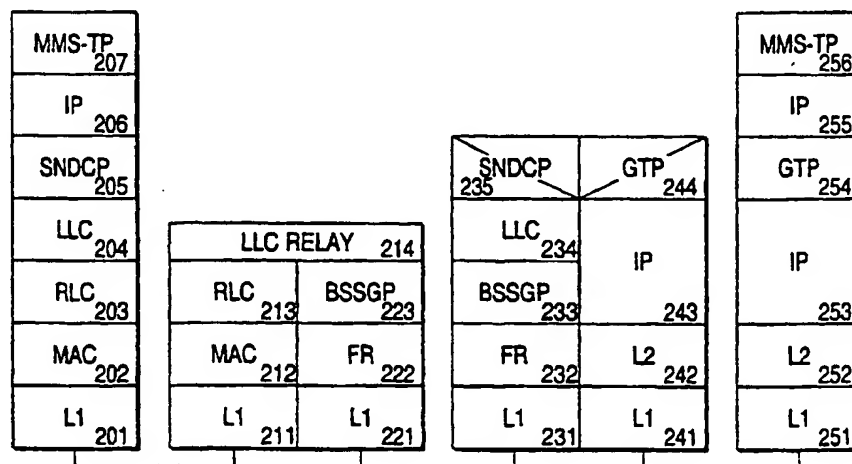 MMS-TP 207
IP 206
SNDCP 205
LLC 204
RLC 203
MAC 202
L1 201
LLC RELAY 214
RLC 213
BSSGP 223
MAC 212
FR 222
L1 211
L1 221
SNDCP 235
GTP 244
LLC 234
IP 243
BSSGP 233
FR 232
L2 242
L1 231
L1 241
MMS-TP 256
IP 255
GTP 254
IP 253
L2 252
L1 251